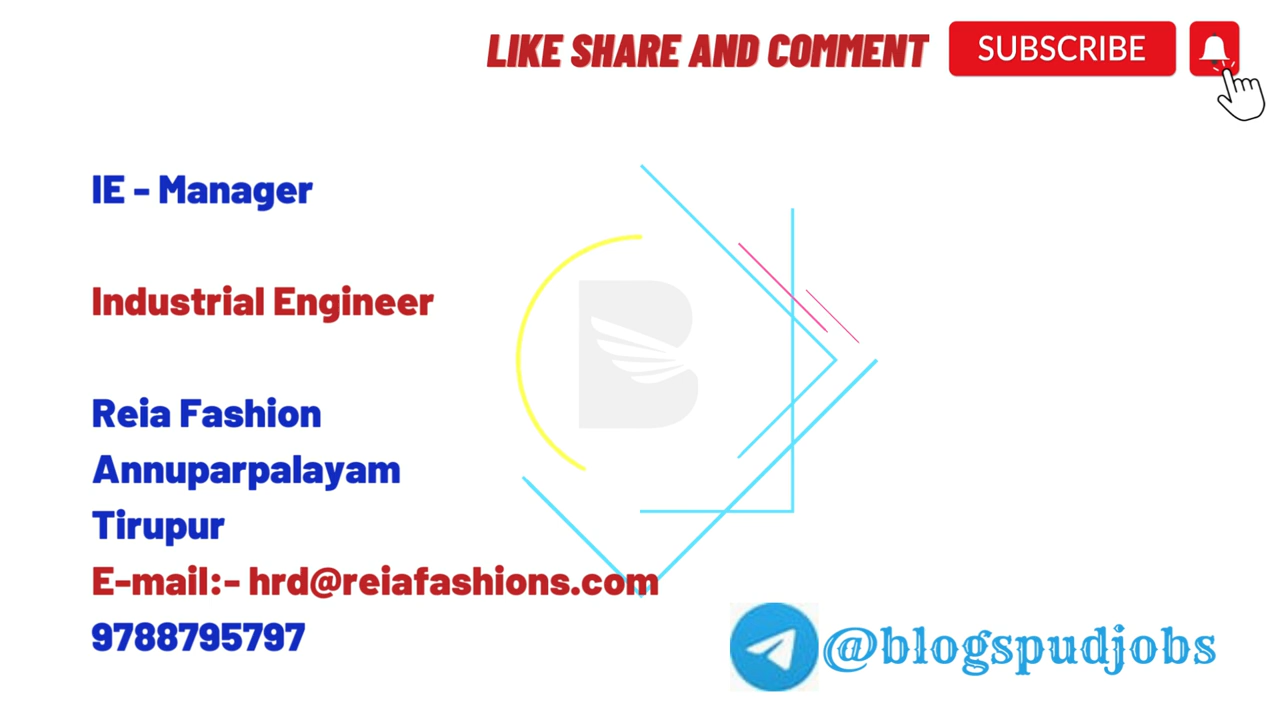 LIKE SHARE AND COMMENT
SUBSCRIBE
IE - Manager
Industrial Engineer
Reia Fashion
Annuparpalayam
Tirupur
E-mail:- hrd@reiafashions.com
9788795797
@blogspudjobs